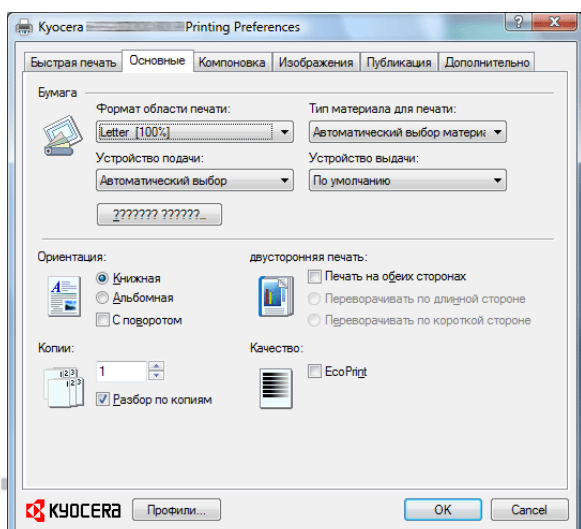 Kyocera Printing Preferences
Быстрая печать Основные Компоновка Изображения Публикация Дополнительно
Бумага
Формат области печати: Тип материала для печати:
Letter [100%] Автоматический выбор материа
Устройство подачи: Устройство выдачи:
Автоматический выбор По умолчанию
??????? ??????...
Ориентация: двусторонняя печать:
Книжная Печать на обеих сторонах
Альбомная Переворачивать по длинной стороне
С поворотом Переворачивать по короткой стороне
Копии: Качество:
1 EcoPrint
Разбор по копиям
KYOCERA Профили... OK Cancel